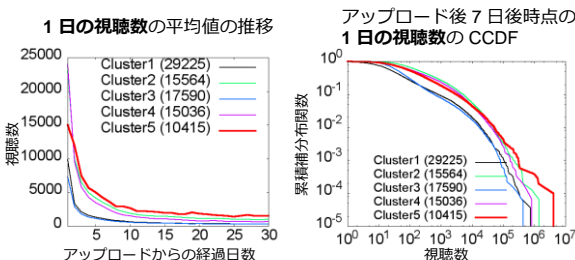 1 日の視聴数の平均値の推移
25000
20000
15000
10000
5000
0
視聴数
Cluster1 (29225)
Cluster2 (15564)
Cluster3 (17590)
Cluster4 (15036)
Cluster5 (10415)
5 10 15 20 25 30
アップロードからの経過日数
アップロード後 7 日後時点の
1 日の視聴数の CCDF
10^0
10^-1
10^-2
10^-3
10^-4
10^-5
累積補分布関数
Cluster1 (29225)
Cluster2 (15564)
Cluster3 (17590)
Cluster4 (15036)
Cluster5 (10415)
10^0 10^1 10^2 10^3 10^4 10^5 10^6 10^7
視聴数